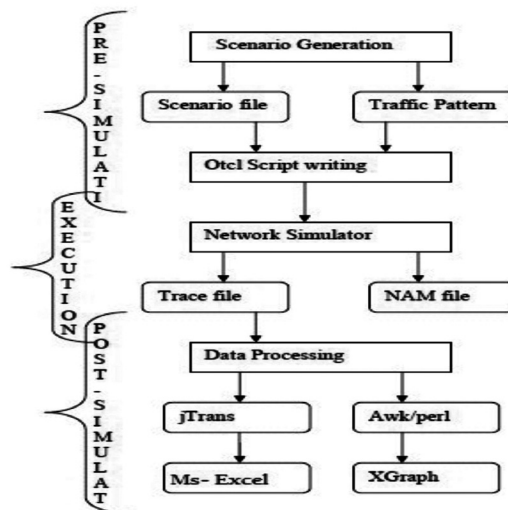 PRE-SIMULATI
Scenario Generation
Scenario file
Traffic Pattern
Otcl Script writing
EXECUTION
Network Simulator
Trace file
NAM file
POST-SIMULAT
Data Processing
jTrans
Awk/perl
Ms- Excel
XGraph